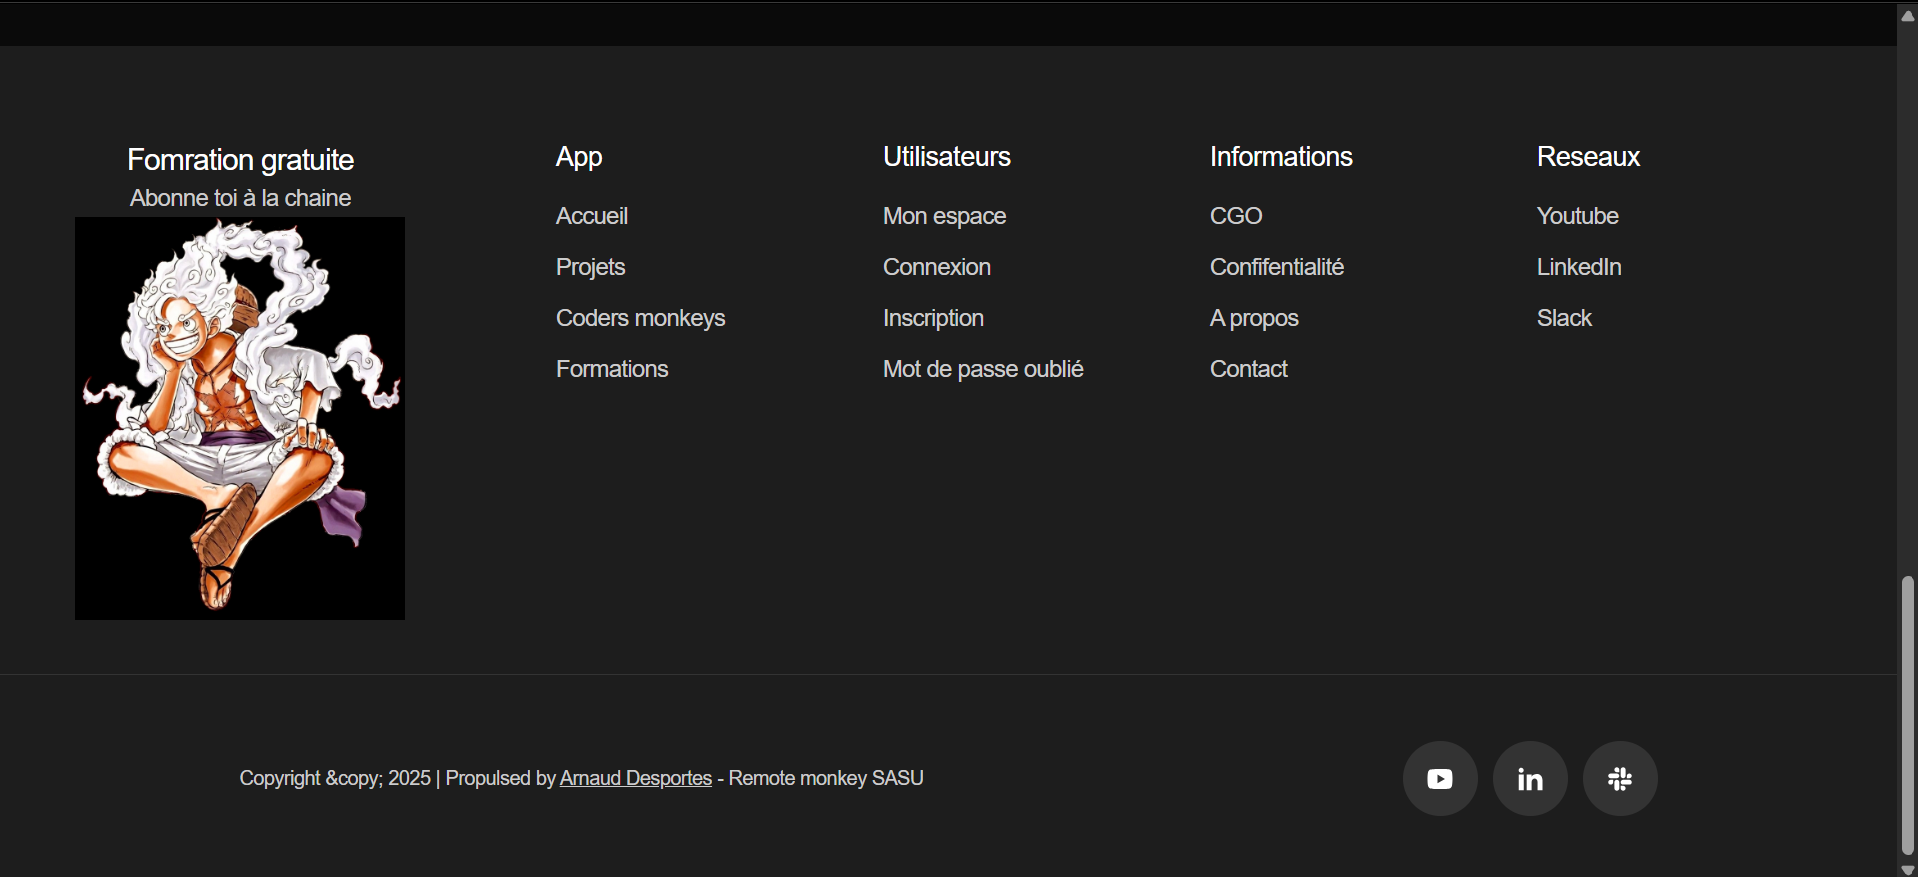 Fomration gratuite
Abonne toi à la chaine
App
Accueil
Projets
Coders monkeys
Formations
Utilisateurs
Mon espace
Connexion
Inscription
Mot de passe oublié
Informations
CGO
Confifentialité
A propos
Contact
Reseaux
Youtube
LinkedIn
Slack
Copyright &copy; 2025 | Propulsed by Arnaud Desportes - Remote monkey SASU
in